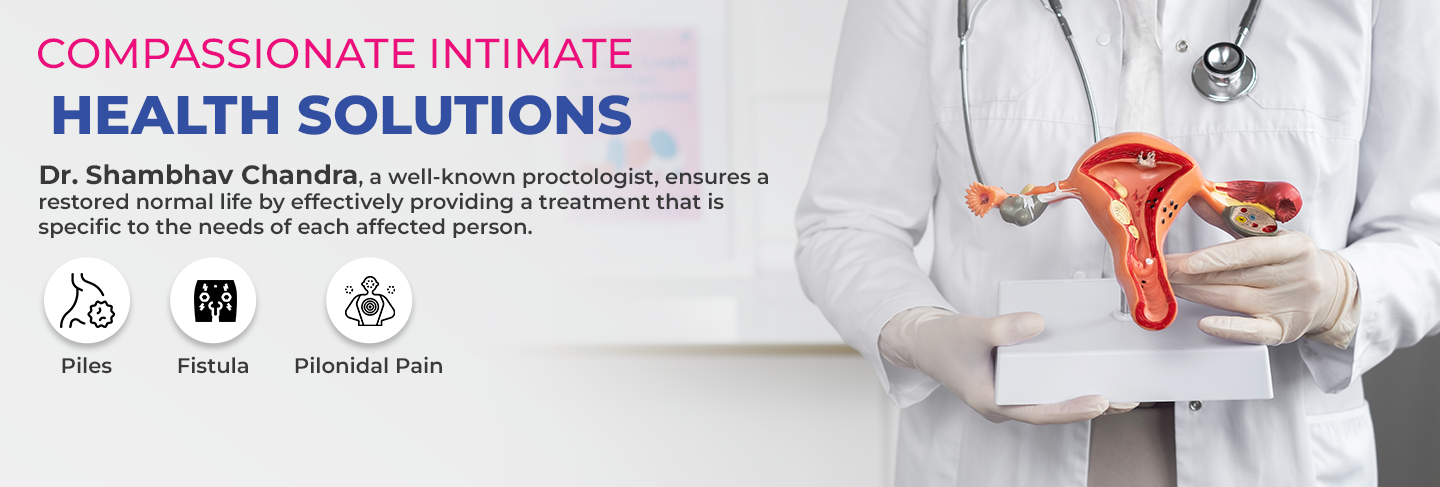 COMPASSIONATE INTIMATE
HEALTH SOLUTIONS
Dr. Shambhav Chandra, a well-known proctologist, ensures a
restored normal life by effectively providing a treatment that is
specific to the needs of each affected person.
Piles
Fistula
Pilonidal Pain